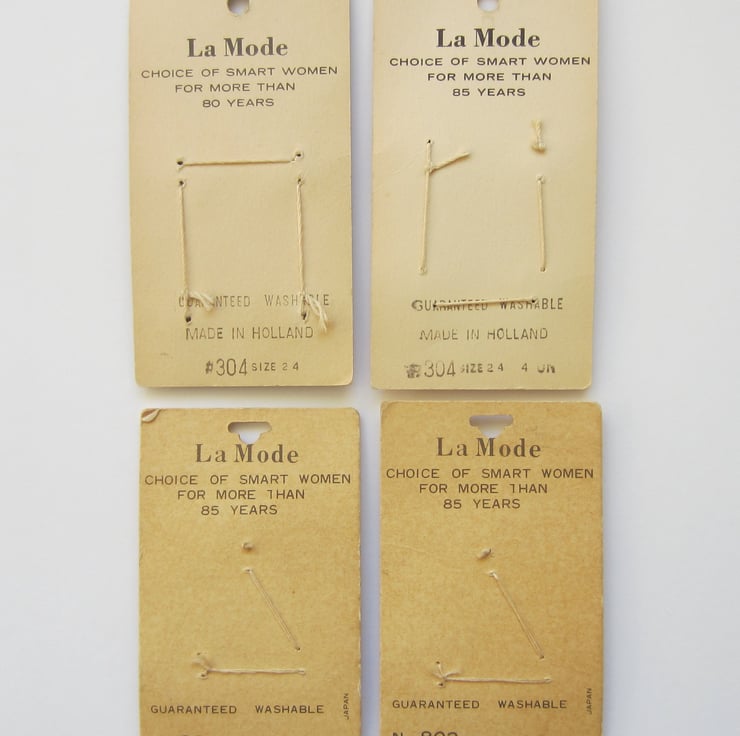 La Mode
CHOICE OF SMART WOMEN
FOR MORE THAN
80 YEARS
GUARANTEED WASHABLE
MADE IN HOLLAND
#304 SIZE 24
La Mode
CHOICE OF SMART WOMEN
FOR MORE THAN
85 YEARS
GUARANTEED WASHABLE
MADE IN HOLLAND
304 SIZE 24 4 ON
La Mode
CHOICE OF SMART WOMEN
FOR MORE THAN
85 YEARS
GUARANTEED WASHABLE
JAPAN
La Mode
CHOICE OF SMART WOMEN
FOR MORE THAN
85 YEARS
GUARANTEED WASHABLE
JAPAN